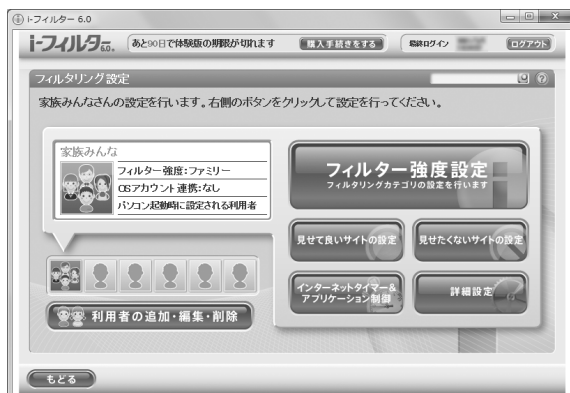 i-フィルター 6.0
i-フィルター6.0
あと90日で体験版の期限が切れます
購入手続きをする
最終ログイン
ログアウト
フィルタリング設定
家族みんなさんの設定を行います。右側のボタンをクリックして設定を行ってください。
家族みんな
フィルター強度:ファミリー
OSアカウント連携:なし
パソコン起動時に設定される利用者
フィルター強度設定
フィルタリングカテゴリの設定を行います
見せて良いサイトの設定
見せたくないサイトの設定
インターネットタイマー&
アプリケーション制御
詳細設定
利用者の追加・編集・削除
もどる